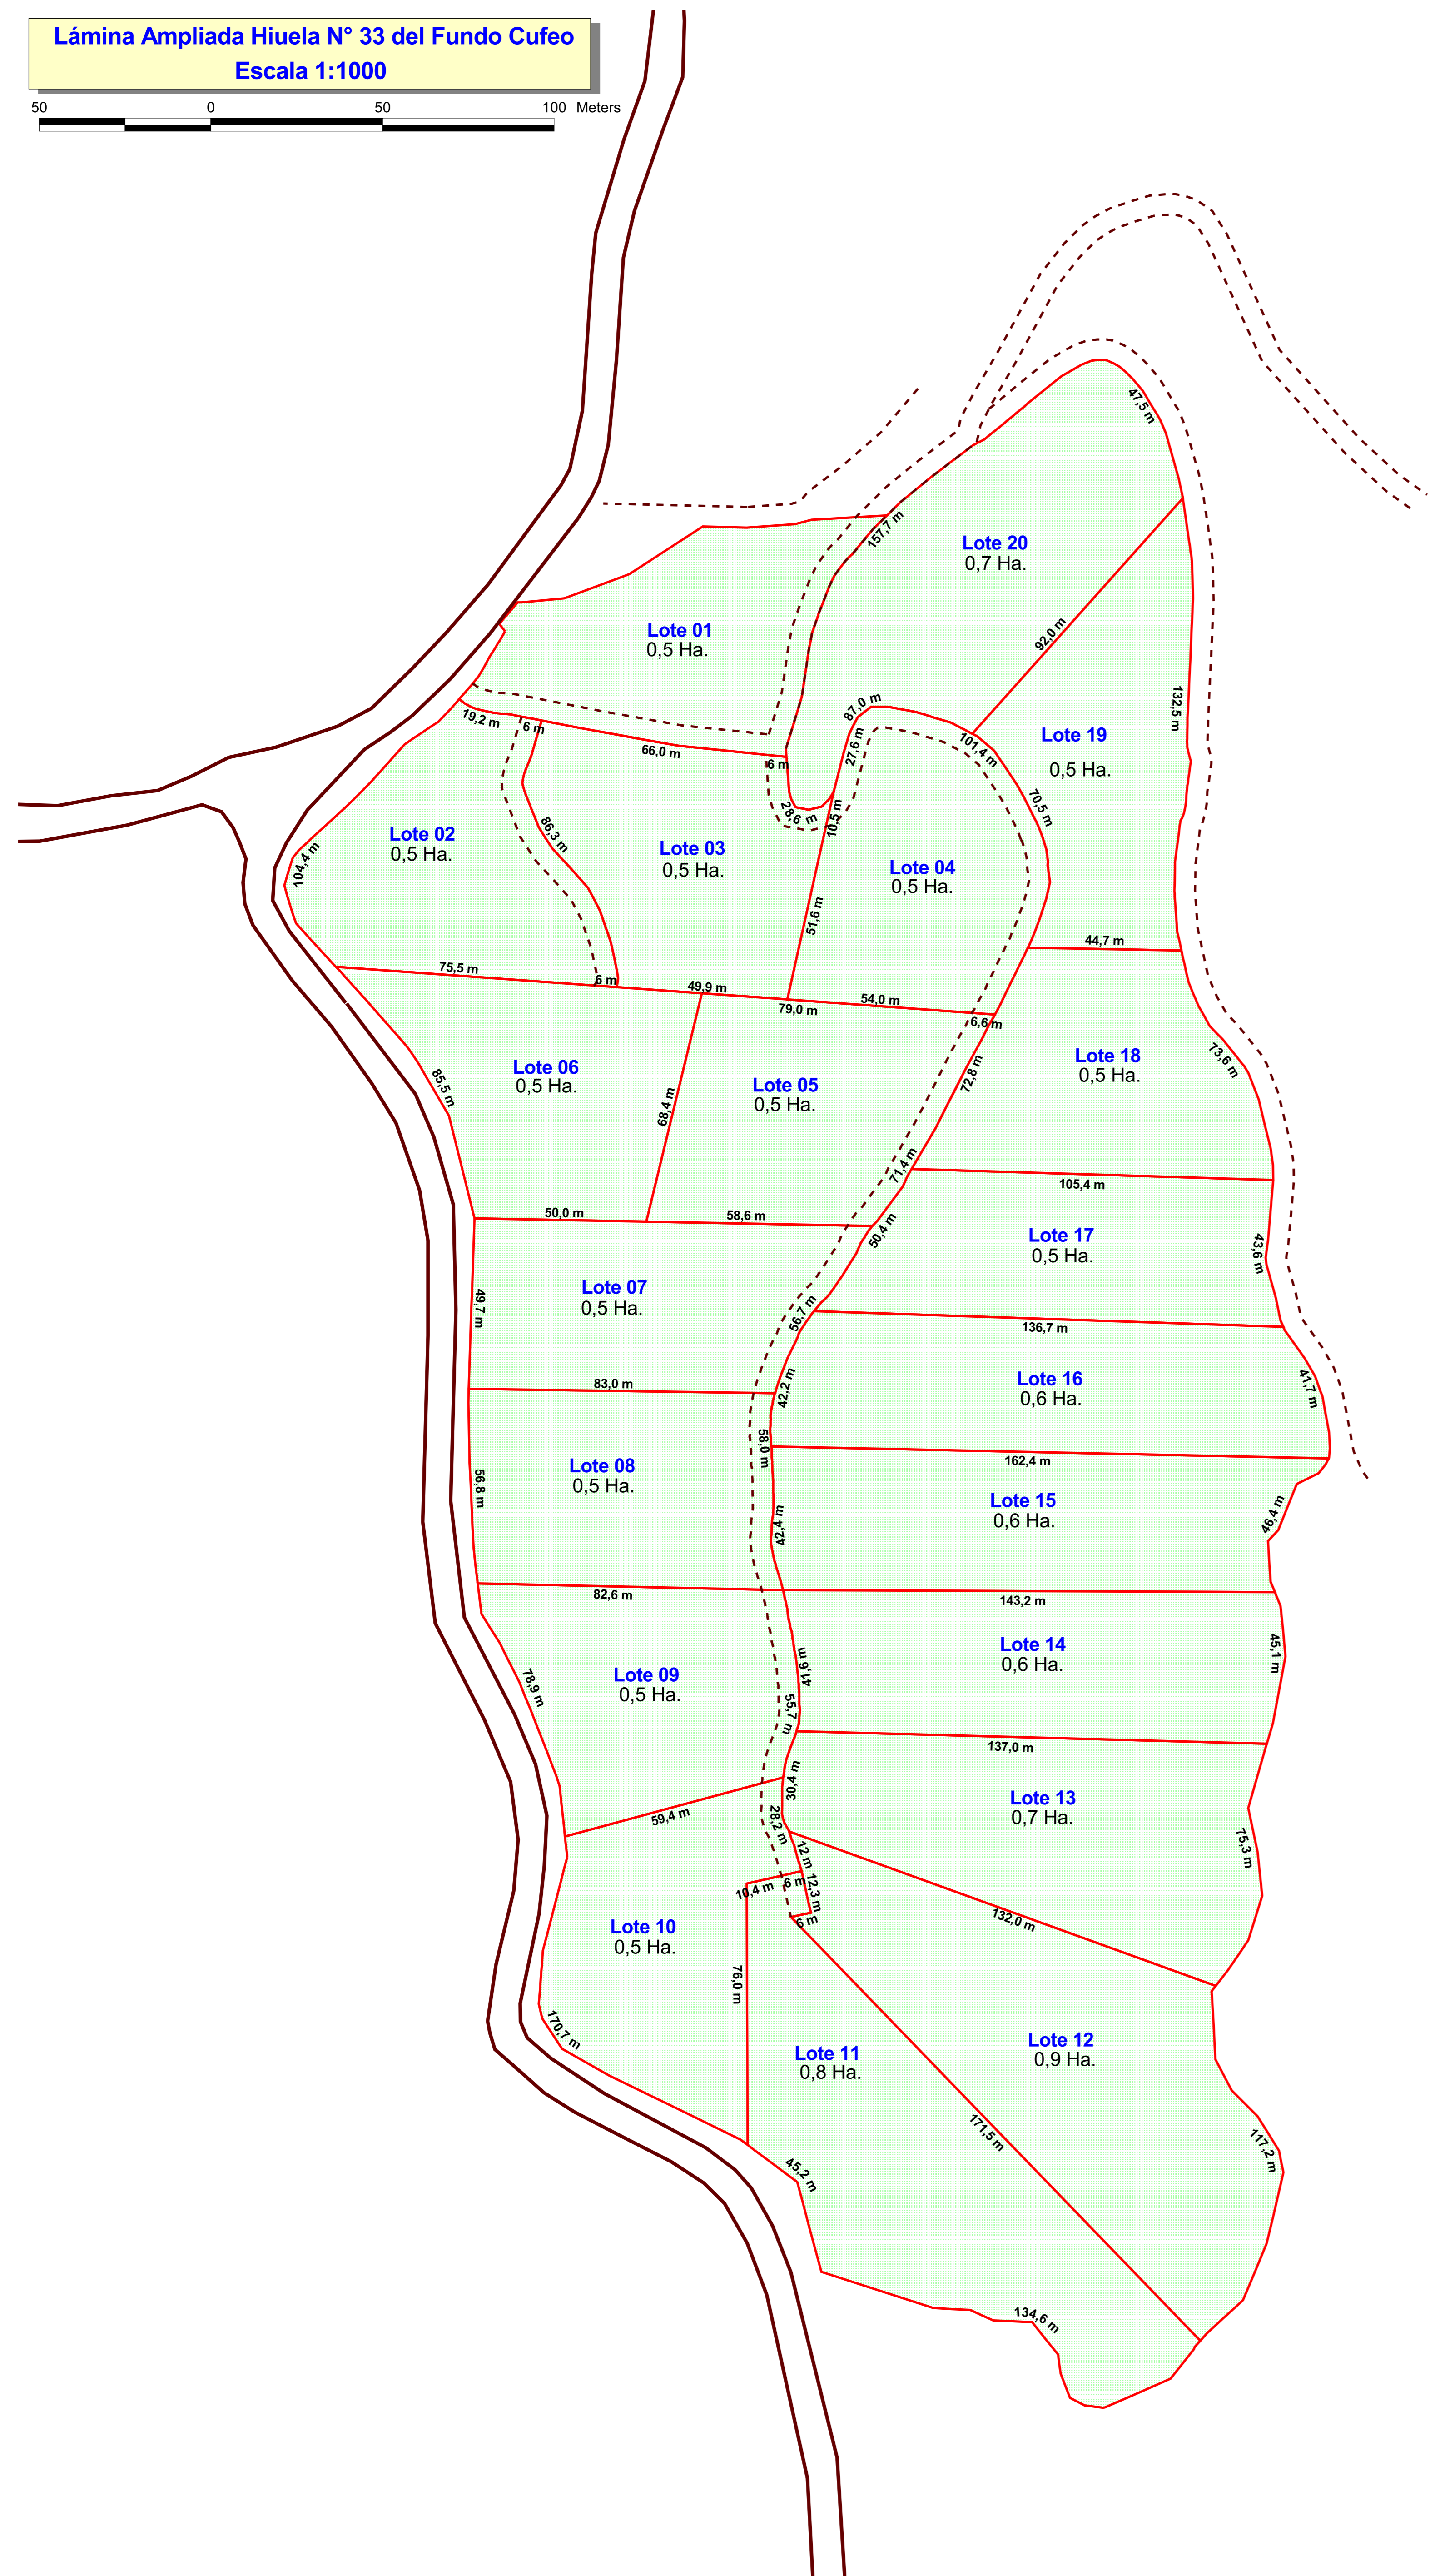 Lámina Ampliada Hiuela N° 33 del Fundo Cufeo
Escala 1:1000
50 0 50 100 Meters
47,5 m
157,7 m
Lote 20
0,7 Ha.
Lote 01
0,5 Ha.
92,0 m
132,5 m
87,0 m
19,2 m
6 m
66,0 m
6 m
27,6 m
101,4 m
Lote 19
0,5 Ha.
70,5 m
28,6 m
10,5 m
Lote 02
0,5 Ha.
104,4 m
86,3 m
Lote 03
0,5 Ha.
Lote 04
0,5 Ha.
51,6 m
44,7 m
75,5 m
6 m
49,9 m
79,0 m
54,0 m
6,6 m
Lote 06
0,5 Ha.
85,5 m
68,4 m
Lote 05
0,5 Ha.
72,8 m
Lote 18
0,5 Ha.
73,6 m
71,4 m
105,4 m
50,0 m
58,6 m
50,4 m
Lote 17
0,5 Ha.
43,6 m
Lote 07
0,5 Ha.
49,7 m
56,7 m
136,7 m
83,0 m
42,2 m
Lote 16
0,6 Ha.
41,7 m
58,0 m
162,4 m
Lote 08
0,5 Ha.
56,8 m
42,4 m
Lote 15
0,6 Ha.
46,4 m
82,6 m
143,2 m
Lote 14
0,6 Ha.
45,1 m
41,6 m
Lote 09
0,5 Ha.
78,9 m
55,7 m
137,0 m
30,4 m
Lote 13
0,7 Ha.
75,3 m
59,4 m
28,2 m
12 m
10,4 m
6 m
12,3 m
6 m
132,0 m
Lote 10
0,5 Ha.
76,0 m
170,7 m
Lote 11
0,8 Ha.
Lote 12
0,9 Ha.
171,5 m
117,2 m
45,2 m
134,6 m